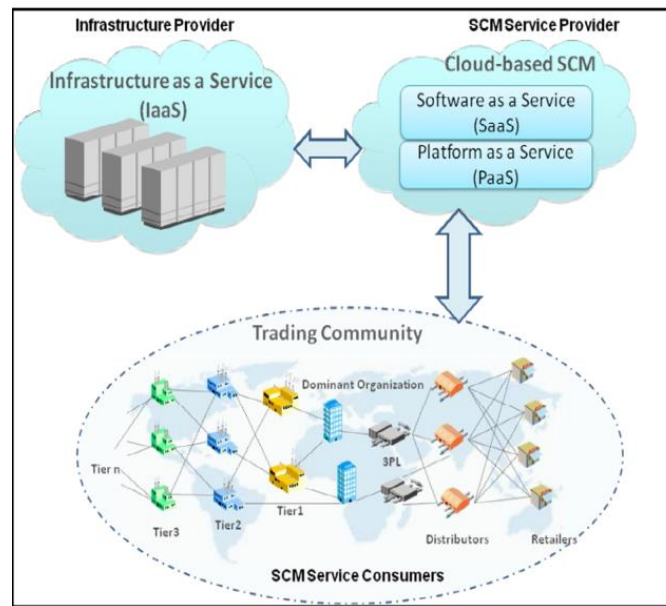 Infrastructure Provider
SCM Service Provider
Infrastructure as a Service
(IaaS)
Cloud-based SCM
Software as a Service
(SaaS)
Platform as a Service
(PaaS)
Trading Community
Dominant Organization
Tier n
3PL
Tier3
Tier2
Tier1
Distributors
Retailers
SCM Service Consumers